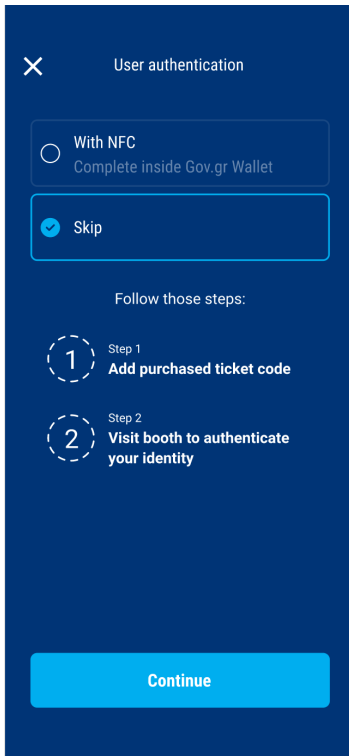 User authentication
With NFC
Complete inside Gov.gr Wallet
Skip
Follow those steps:
1
Step 1
Add purchased ticket code
2
Step 2
Visit booth to authenticate
your identity
Continue